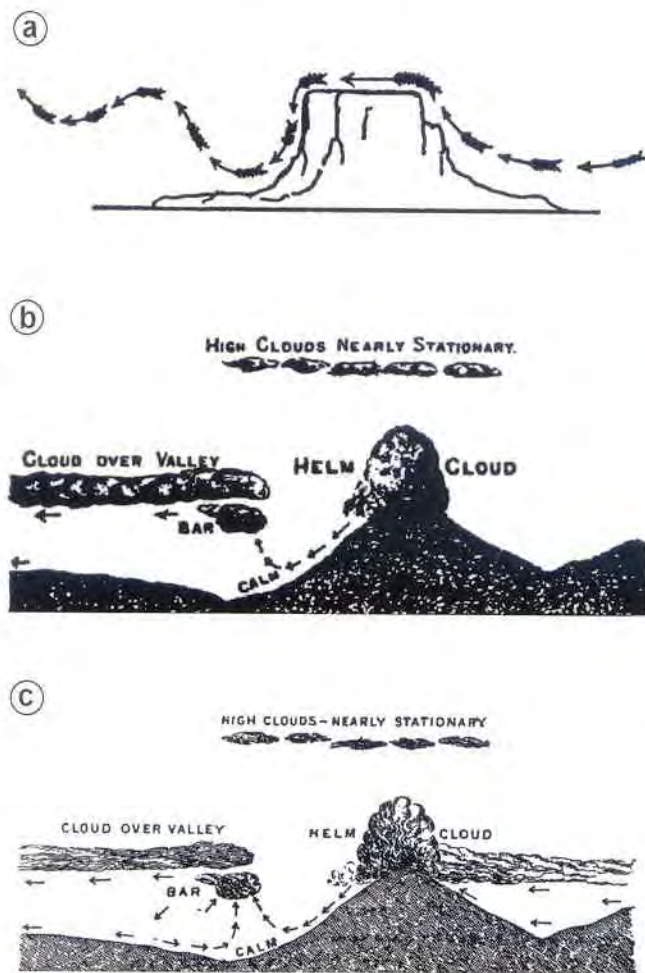 a
b
HIGH CLOUDS NEARLY STATIONARY.
CLOUD OVER VALLEY
HELM CLOUD
BAR
CALM
c
HIGH CLOUDS-NEARLY STATIONARY
CLOUD OVER VALLEY
HELM CLOUD
BAR
CALM